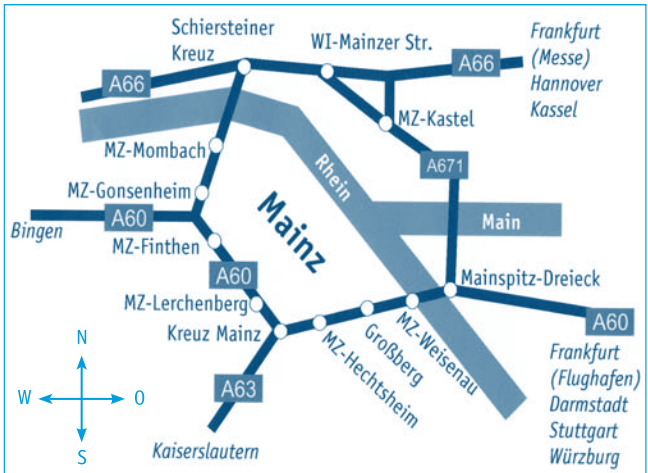 Schiersteiner
Kreuz
WI-Mainzer Str.
Frankfurt
(Messe)
Hannover
Kassel
A66
A66
MZ-Kastel
MZ-Mombach
A671
Rhein
MZ-Gonsenheim
Mainz
A60
Bingen
Main
MZ-Finthen
A60
Mainspitz-Dreieck
MZ-Lerchenberg
Kreuz Mainz
MZ-Hechtsheim
Großberg
MZ-Weisenau
A60
Frankfurt
(Flughafen)
Darmstadt
Stuttgart
Würzburg
A63
Kaiserslautern
N
W
O
S